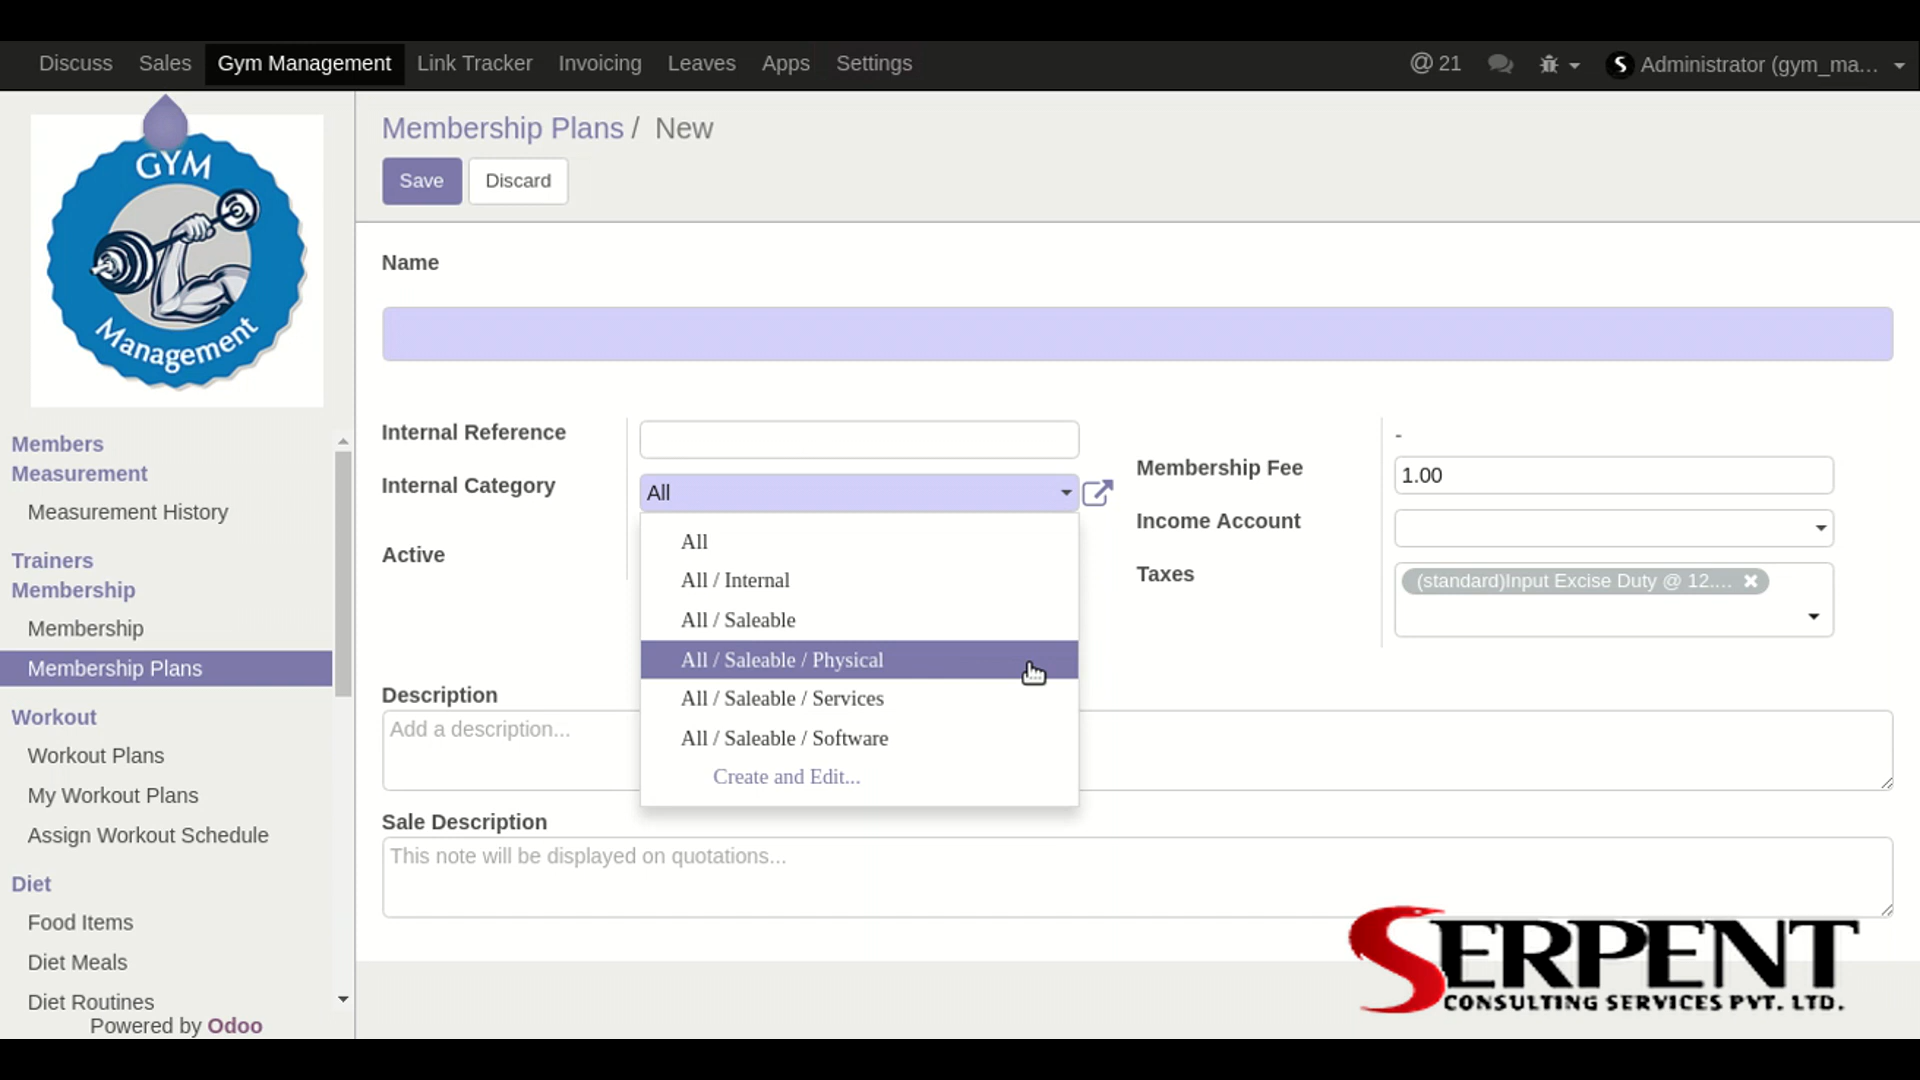 Discuss Sales Gym Management Link Tracker Invoicing Leaves Apps Settings @ 21 Administrator (gym_ma...
GYM
Management
Membership Plans / New
Save Discard
Name
Internal Reference
Internal Category All
Active
All
All / Internal
All / Saleable
All / Saleable / Physical
All / Saleable / Services
All / Saleable / Software
Create and Edit...
-
Membership Fee 1.00
Income Account
Taxes (standard)Input Excise Duty @ 12....
Description
Add a description...
Sale Description
This note will be displayed on quotations...
Members
Measurement
Measurement History
Trainers
Membership
Membership
Membership Plans
Workout
Workout Plans
My Workout Plans
Assign Workout Schedule
Diet
Food Items
Diet Meals
Diet Routines
Powered by Odoo
SERPENT
CONSULTING SERVICES PVT. LTD.